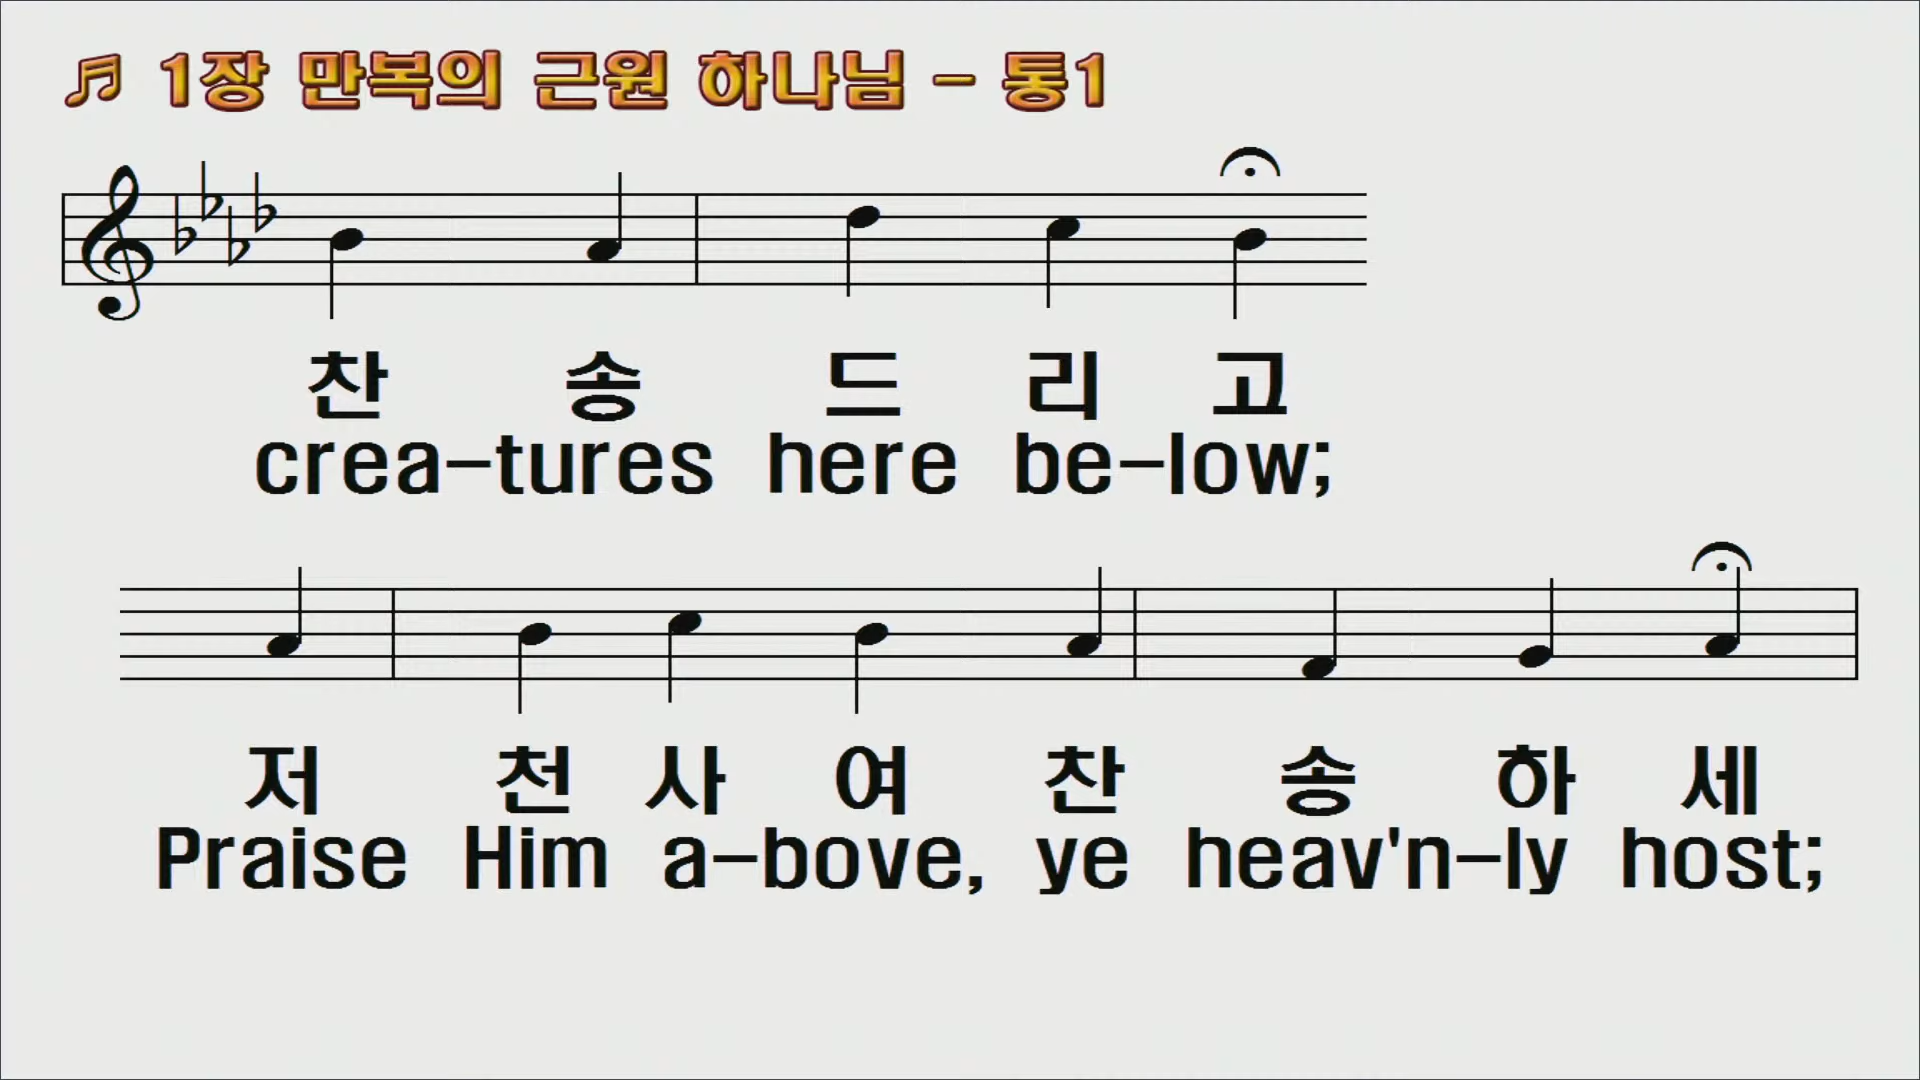 ♬ 1장 만복의 근원 하나님 - 통1
찬 송 드 리 고
crea-tures here be-low;
저 천 사 여 찬 송 하 세
Praise Him a-bove, ye heav'n-ly host;